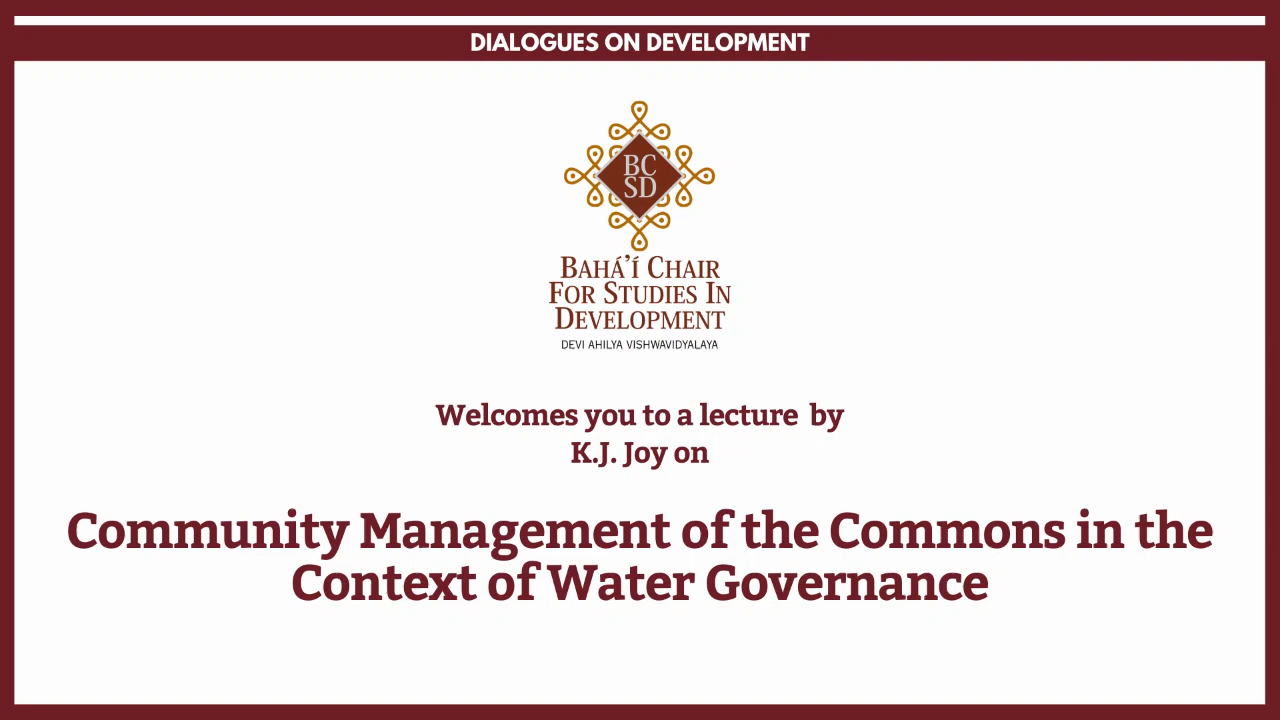 DIALOGUES ON DEVELOPMENT
BC
SD
BAHÁ'Í CHAIR
FOR STUDIES IN
DEVELOPMENT
DEVI AHILYA VISHWAVIDYALAYA
Welcomes you to a lecture by
K.J. Joy on
Community Management of the Commons in the
Context of Water Governance